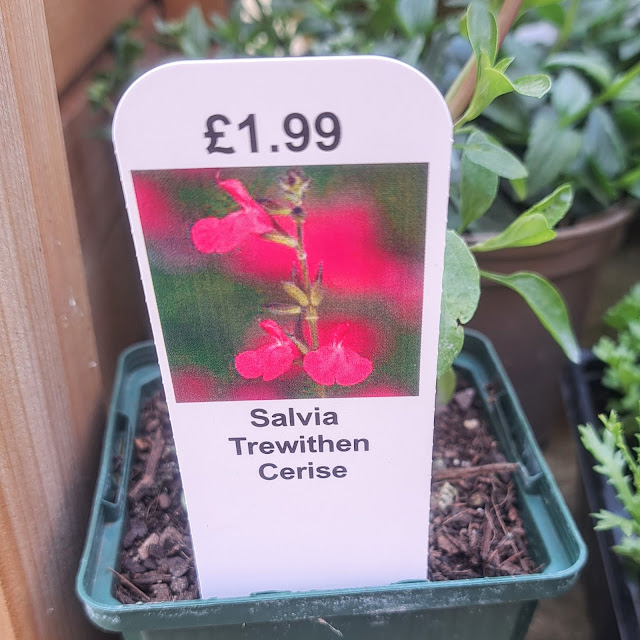 £1.99
Salvia
Trewithen
Cerise